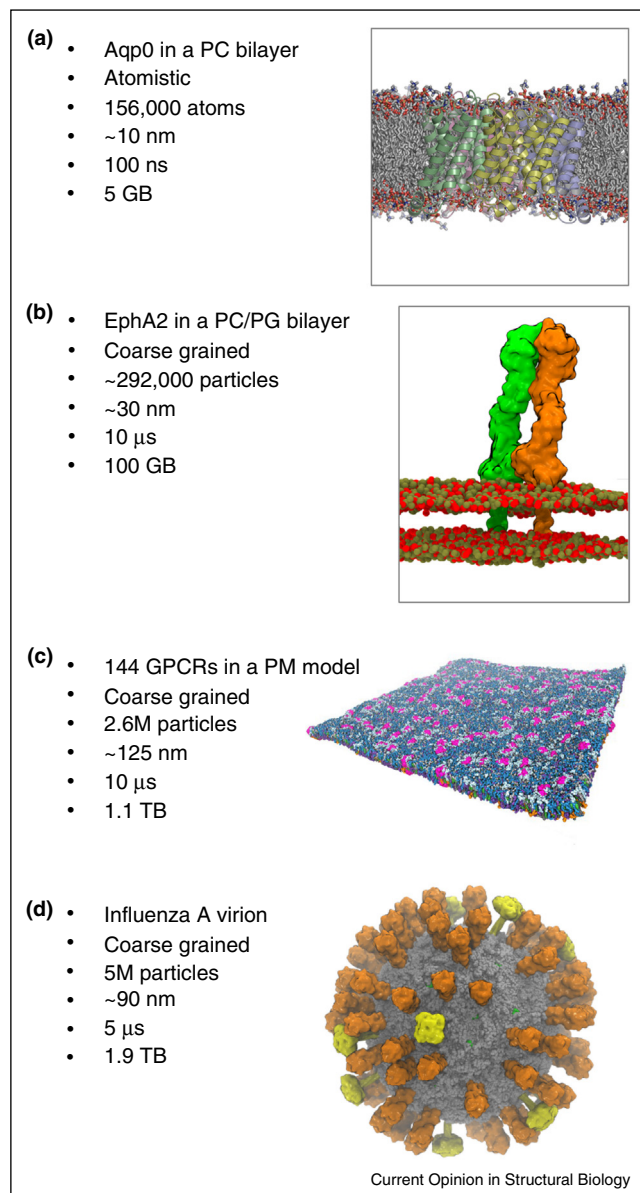 (a)
• Aqp0 in a PC bilayer
• Atomistic
• 156,000 atoms
• ~10 nm
• 100 ns
• 5 GB
(b)
• EphA2 in a PC/PG bilayer
• Coarse grained
• ~292,000 particles
• ~30 nm
• 10 μs
• 100 GB
(c)
• 144 GPCRs in a PM model
• Coarse grained
• 2.6M particles
• ~125 nm
• 10 μs
• 1.1 TB
(d)
• Influenza A virion
• Coarse grained
• 5M particles
• ~90 nm
• 5 μs
• 1.9 TB
Current Opinion in Structural Biology